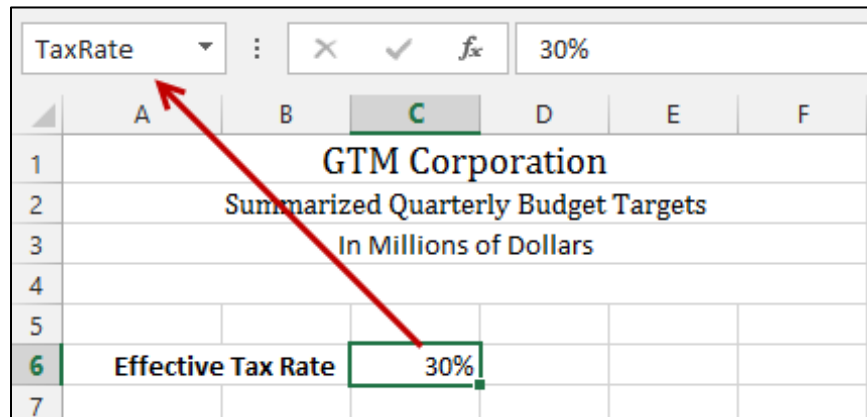 TaxRate fx 30%
A B C D E F
1 GTM Corporation
2 Summarized Quarterly Budget Targets
3 In Millions of Dollars
4
5
6 Effective Tax Rate 30%
7